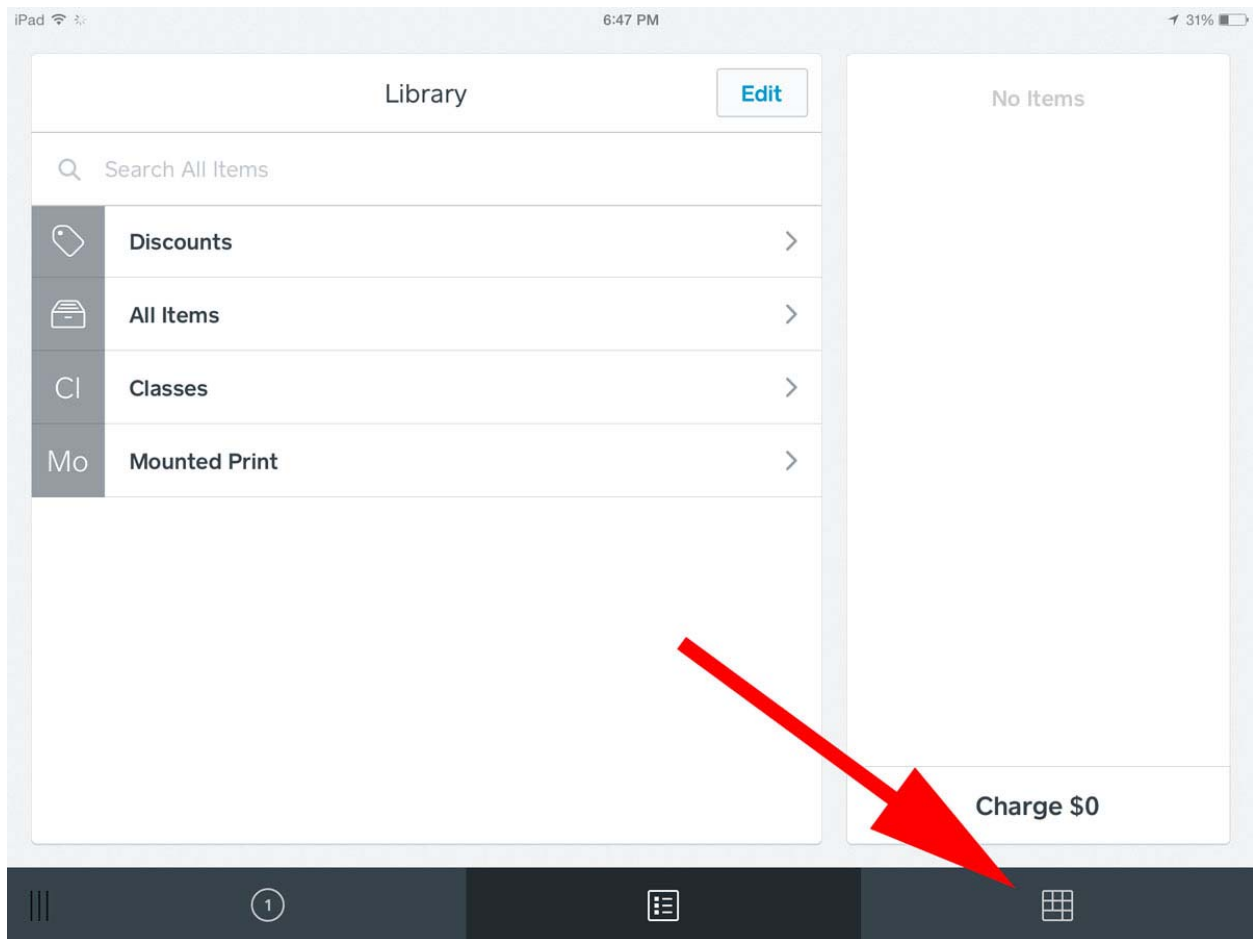 iPad 6:47 PM 31%
Library Edit
No Items
Search All Items
Discounts
All Items
Cl Classes
Mo Mounted Print
Charge $0
1